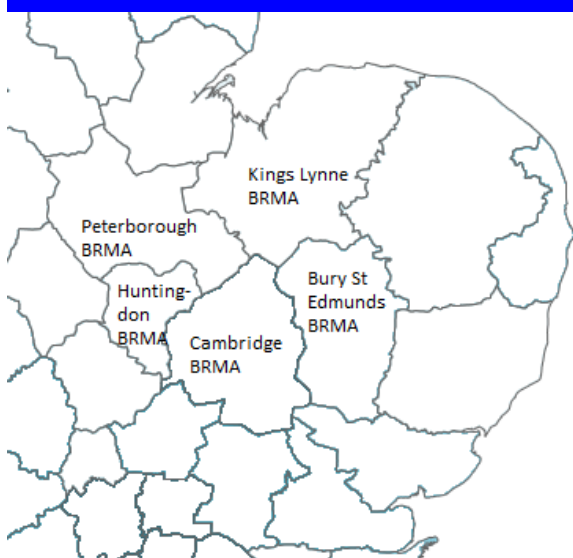 Kings Lynne
BRMA
Peterborough
BRMA
Hunting-
don
BRMA
Bury St
Edmunds
BRMA
Cambridge
BRMA